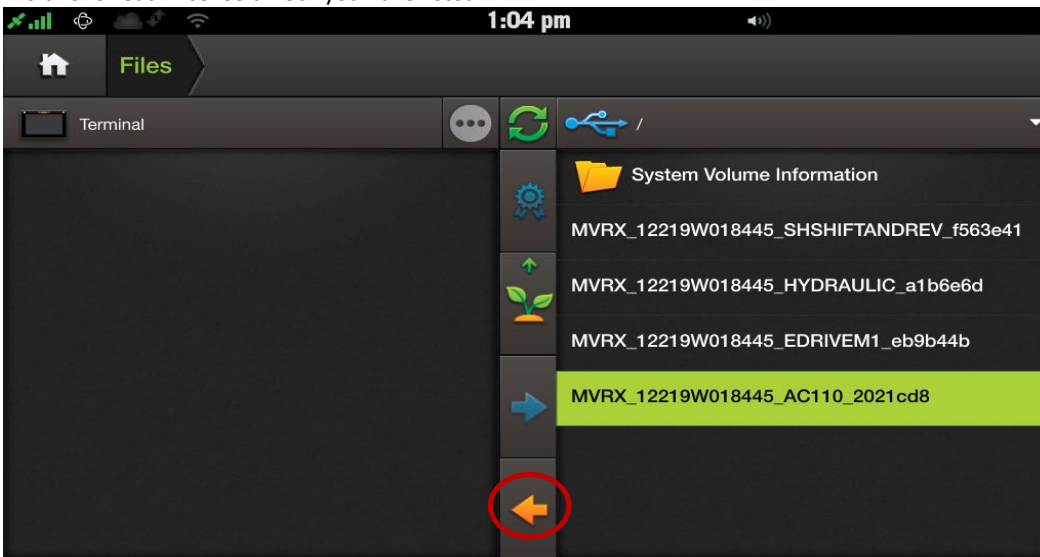 1:04 pm
Files
Terminal
/
System Volume Information
MVRX_12219W018445_SHSHIFTANDREV_f563e41
MVRX_12219W018445_HYDRAULIC_a1b6e6d
MVRX_12219W018445_EDRIVEM1_eb9b44b
MVRX_12219W018445_AC110_2021cd8